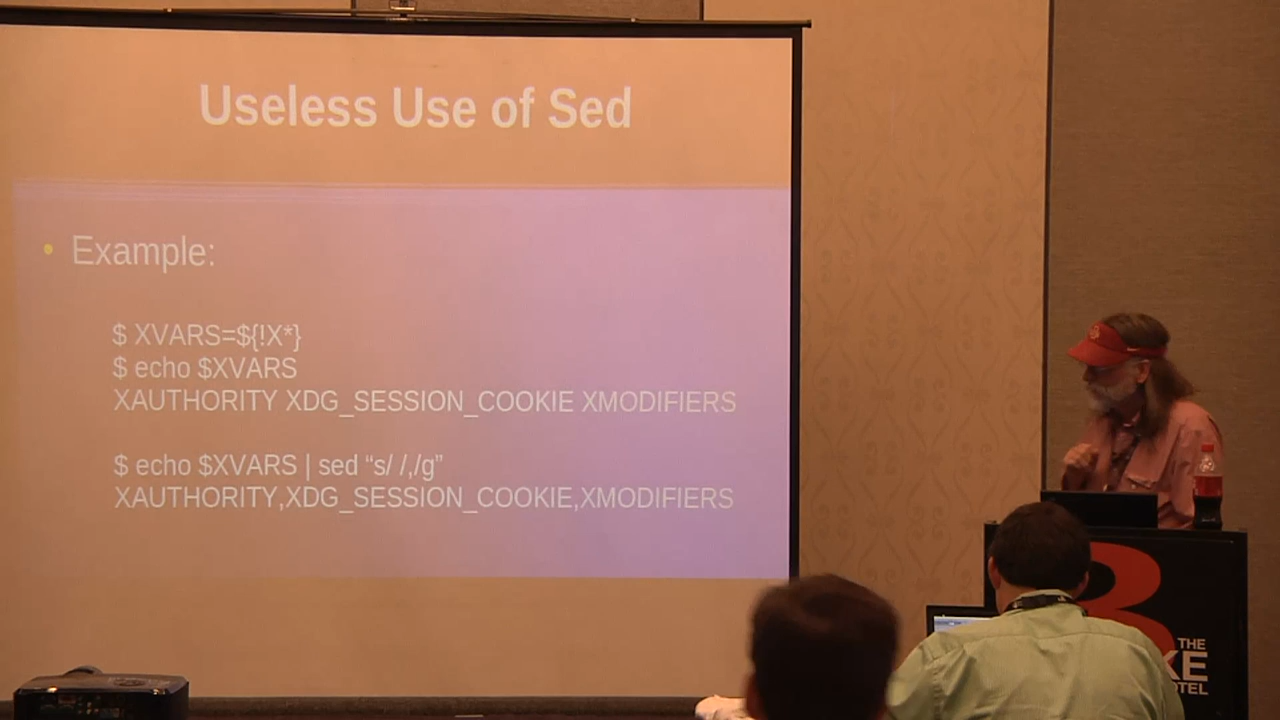 Useless Use of Sed
• Example:
$ XVARS=${!X*}
$ echo $XVARS
XAUTHORITY XDG_SESSION_COOKIE XMODIFIERS
$ echo $XVARS | sed “s/ /,/g”
XAUTHORITY,XDG_SESSION_COOKIE,XMODIFIERS
THE